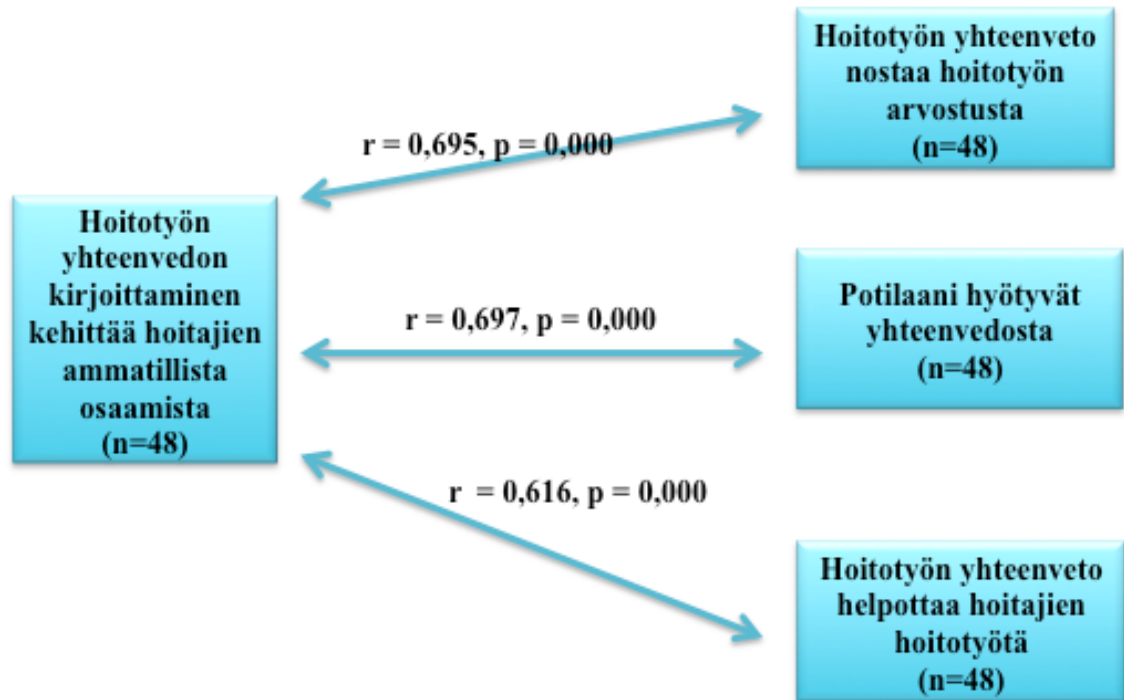 Hoitotyön
yhteenvedon
kirjoittaminen
kehittää hoitajien
ammatillista
osaamista
(n=48)
r = 0,695, p = 0,000
r = 0,697, p = 0,000
r  = 0,616, p = 0,000
Hoitotyön yhteenveto
nostaa hoitotyön
arvostusta
(n=48)
Potilaani hyötyvät
yhteenvedosta
(n=48)
Hoitotyön yhteenveto
helpottaa hoitajien
hoitotyötä
(n=48)